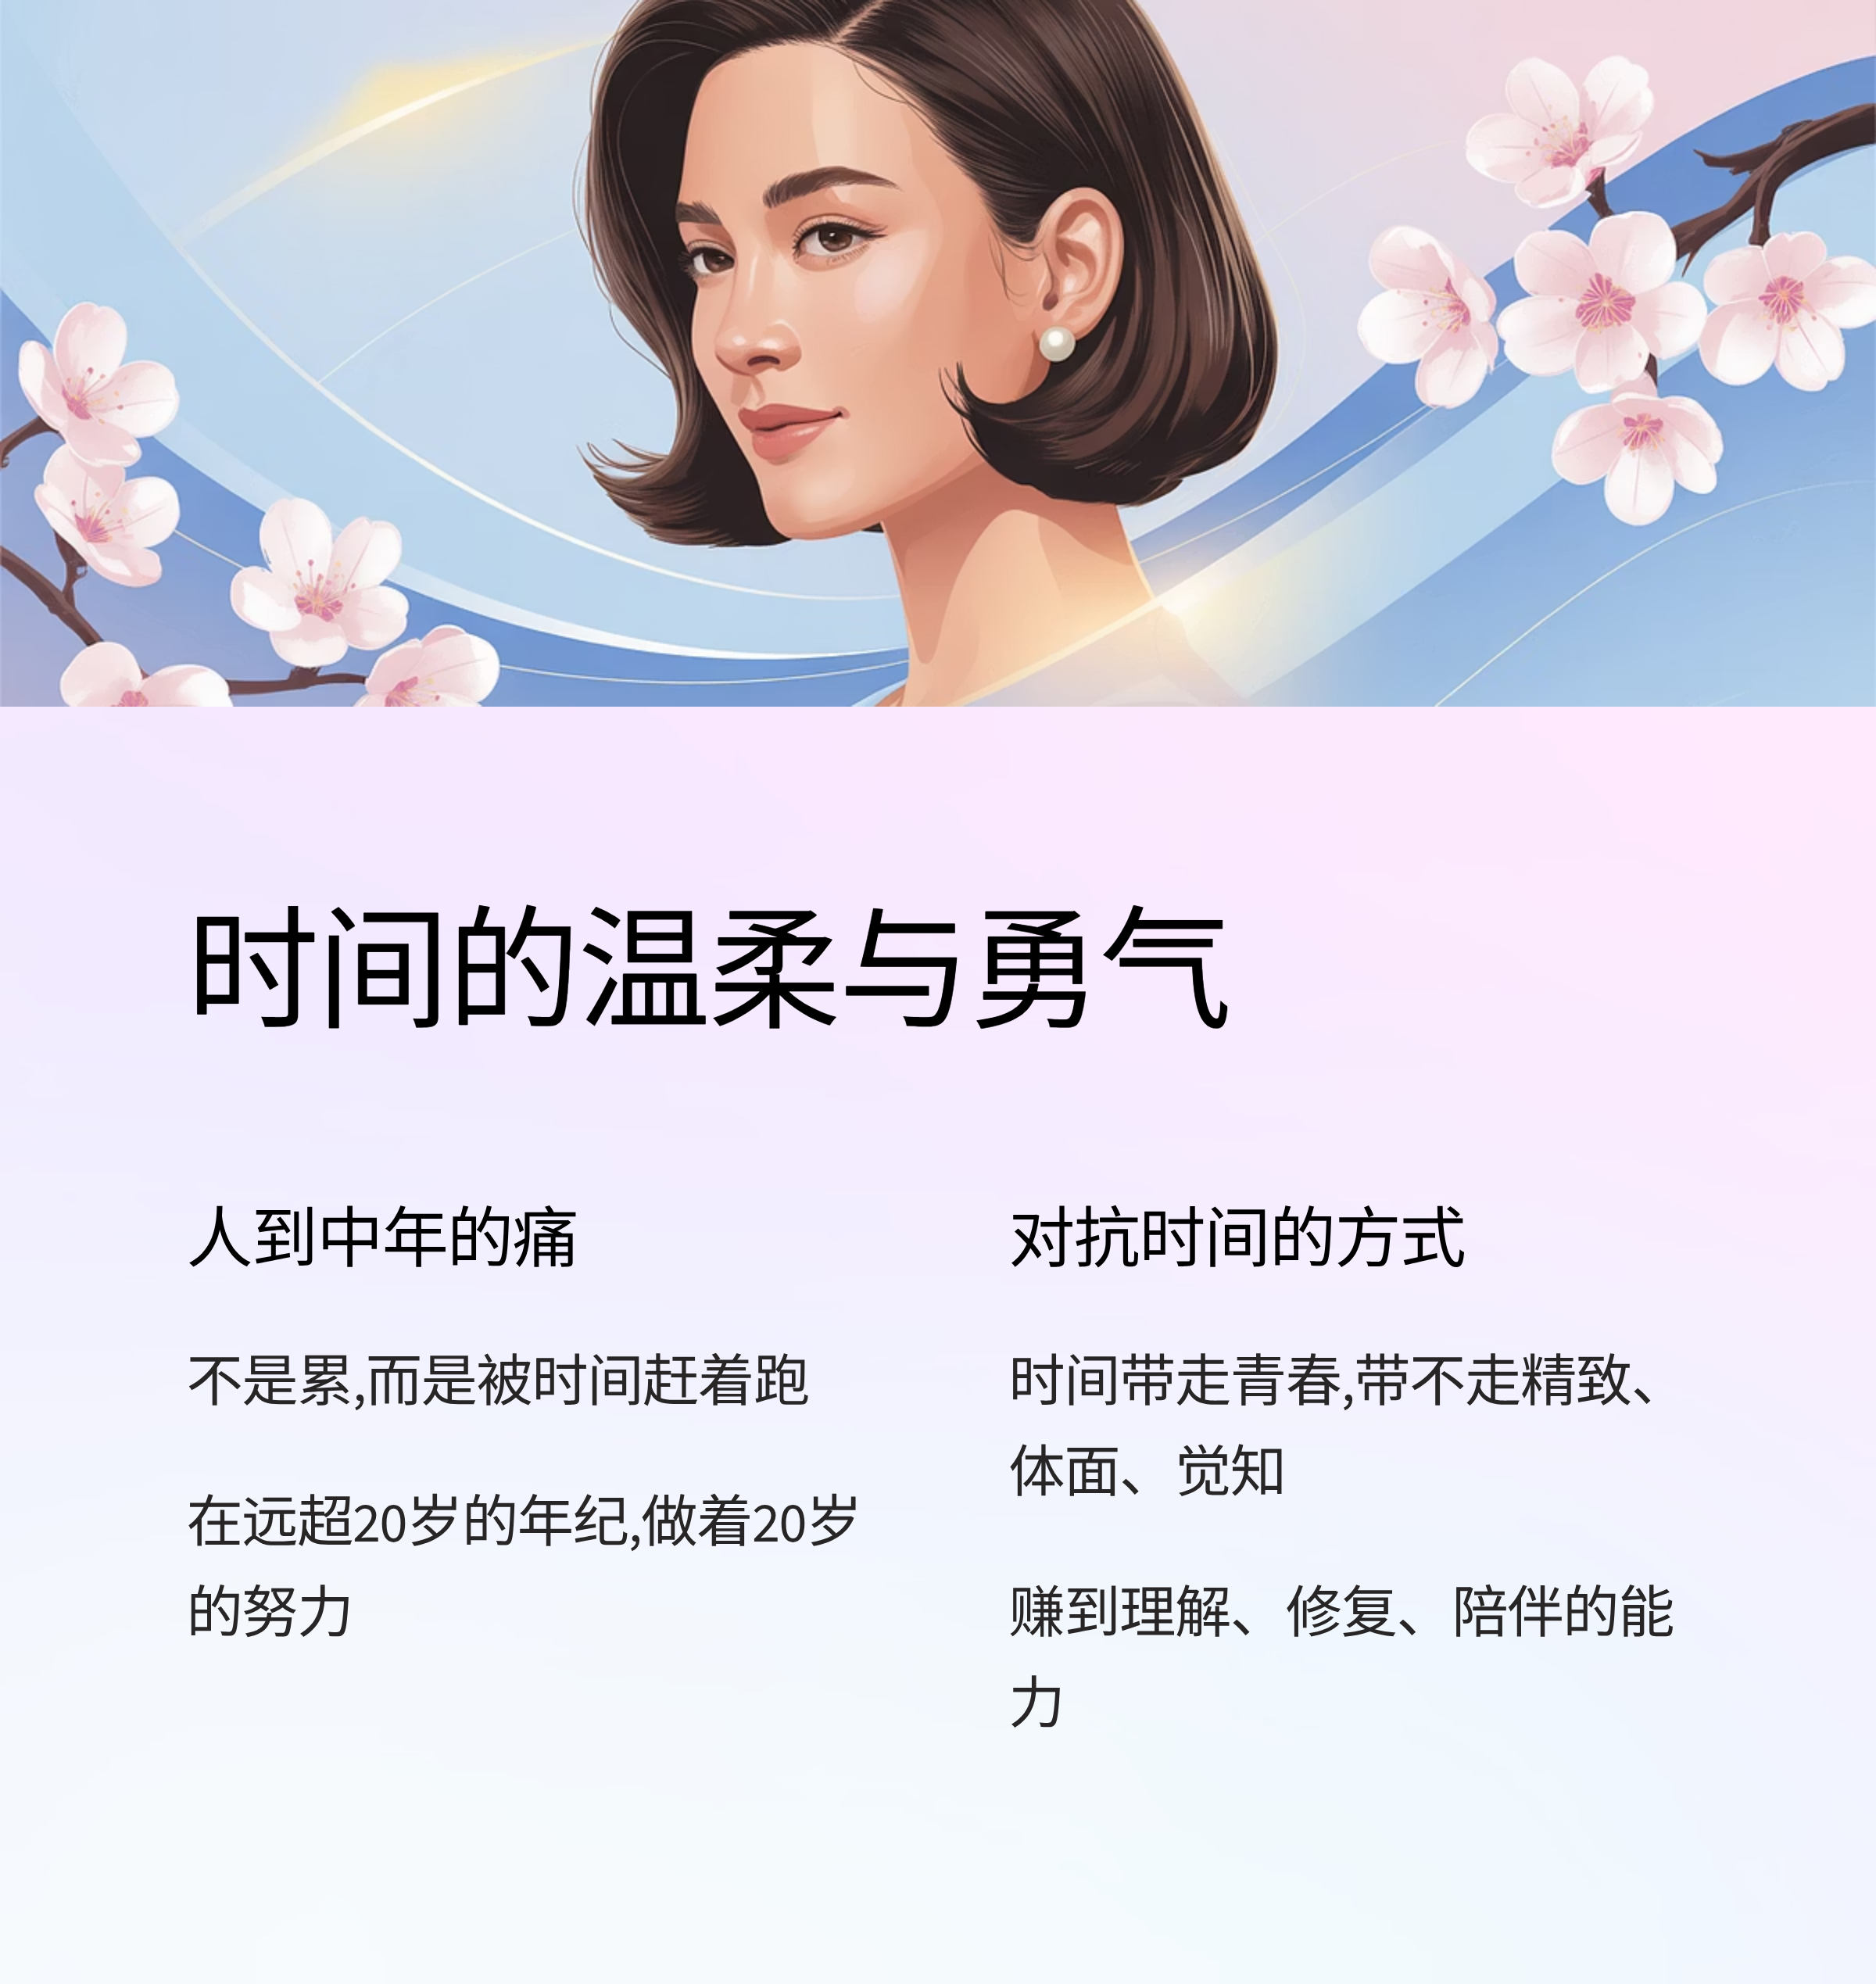 时间的温柔与勇气
人到中年的痛
不是累,而是被时间赶着跑
在远超20岁的年纪,做着20岁
的努力
对抗时间的方式
时间带走青春,带不走精致、
体面、觉知
赚到理解、修复、陪伴的能
力